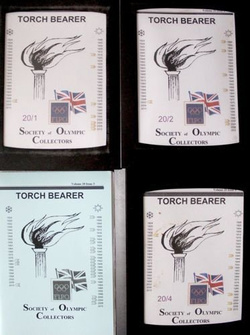 TORCH BEARER
20/1
SOCIETY of OLYMPIC
COLLECTORS
TORCH BEARER
20/2
SOCIETY of OLYMPIC
COLLECTORS
TORCH BEARER
SOCIETY of OLYMPIC
COLLECTORS
TORCH BEARER
20/4
SOCIETY of OLYMPIC
COLLECTORS